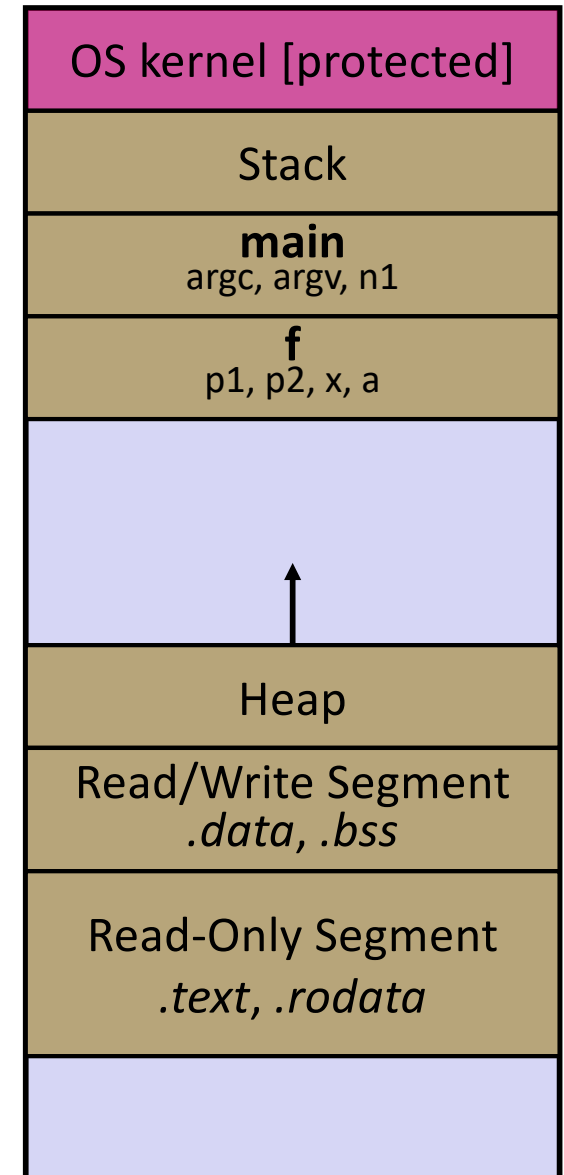 OS kernel [protected]
Stack
main
argc, argv, n1
f
p1, p2, x, a
Heap
Read/Write Segment
.data, .bss
Read-Only Segment
.text, .rodata